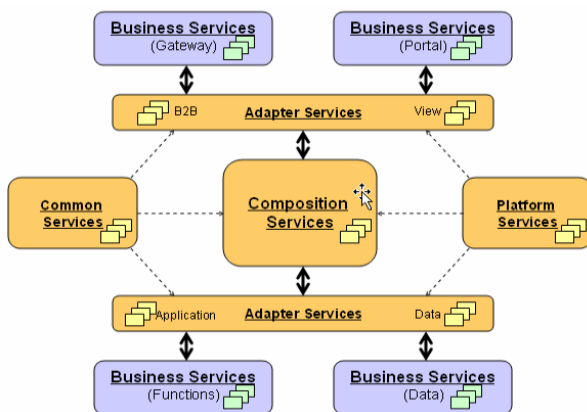 Business Services
(Gateway)
Business Services
(Portal)
B2B
Adapter Services
View
Common
Services
Composition
Services
Platform
Services
Application
Adapter Services
Data
Business Services
(Functions)
Business Services
(Data)